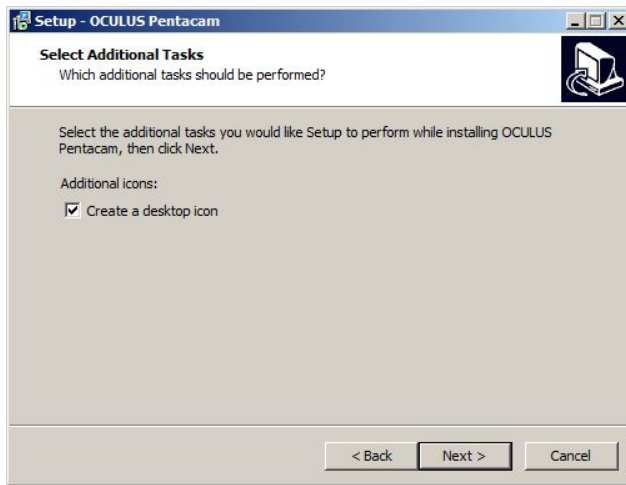 Setup - OCULUS Pentacam
Select Additional Tasks
Which additional tasks should be performed?
Select the additional tasks you would like Setup to perform while installing OCULUS
Pentacam, then click Next.
Additional icons:
Create a desktop icon
< Back Next > Cancel